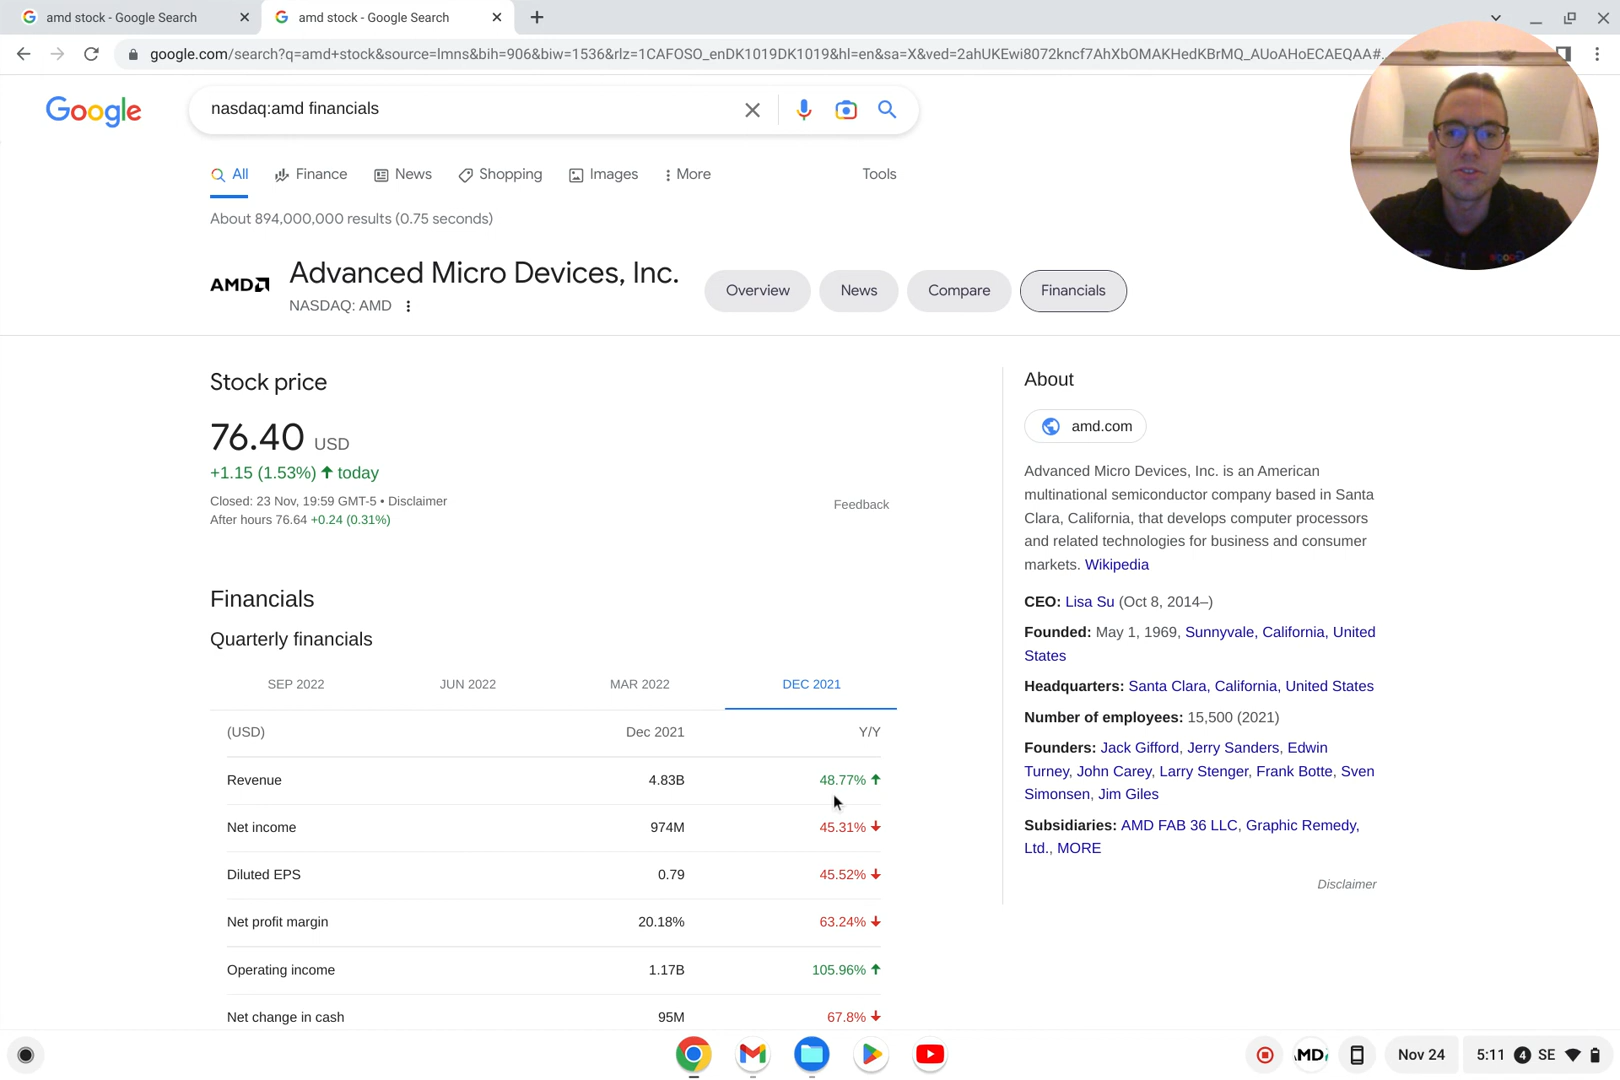 amd stock - Google Search
amd stock - Google Search
google.com/search?q=amd+stock&source=lmns&bih=906&biw=1536&rlz=1CAFOSO_enDK1019DK1019&hl=en&sa=X&ved=2ahUKEwi8072kncf7AhXbOMAKHedKBrMQ_AUoAHoECAEQAA#...
Google
nasdaq:amd financials
All Finance News Shopping Images More Tools
About 894,000,000 results (0.75 seconds)
AMD
Advanced Micro Devices, Inc.
NASDAQ: AMD
Overview News Compare Financials
Stock price
76.40 USD
+1.15 (1.53%) today
Closed: 23 Nov, 19:59 GMT-5 • Disclaimer
After hours 76.64 +0.24 (0.31%)
Feedback
Financials
Quarterly financials
SEP 2022 JUN 2022 MAR 2022 DEC 2021
(USD) Dec 2021 Y/Y
Revenue 4.83B 48.77%
Net income 974M 45.31%
Diluted EPS 0.79 45.52%
Net profit margin 20.18% 63.24%
Operating income 1.17B 105.96%
Net change in cash 95M 67.8%
About
amd.com
Advanced Micro Devices, Inc. is an American
multinational semiconductor company based in Santa
Clara, California, that develops computer processors
and related technologies for business and consumer
markets. Wikipedia
CEO: Lisa Su (Oct 8, 2014–)
Founded: May 1, 1969, Sunnyvale, California, United
States
Headquarters: Santa Clara, California, United States
Number of employees: 15,500 (2021)
Founders: Jack Gifford, Jerry Sanders, Edwin
Turney, John Carey, Larry Stenger, Frank Botte, Sven
Simonsen, Jim Giles
Subsidiaries: AMD FAB 36 LLC, Graphic Remedy,
Ltd., MORE
Disclaimer
MD
Nov 24
5:11 4 SE